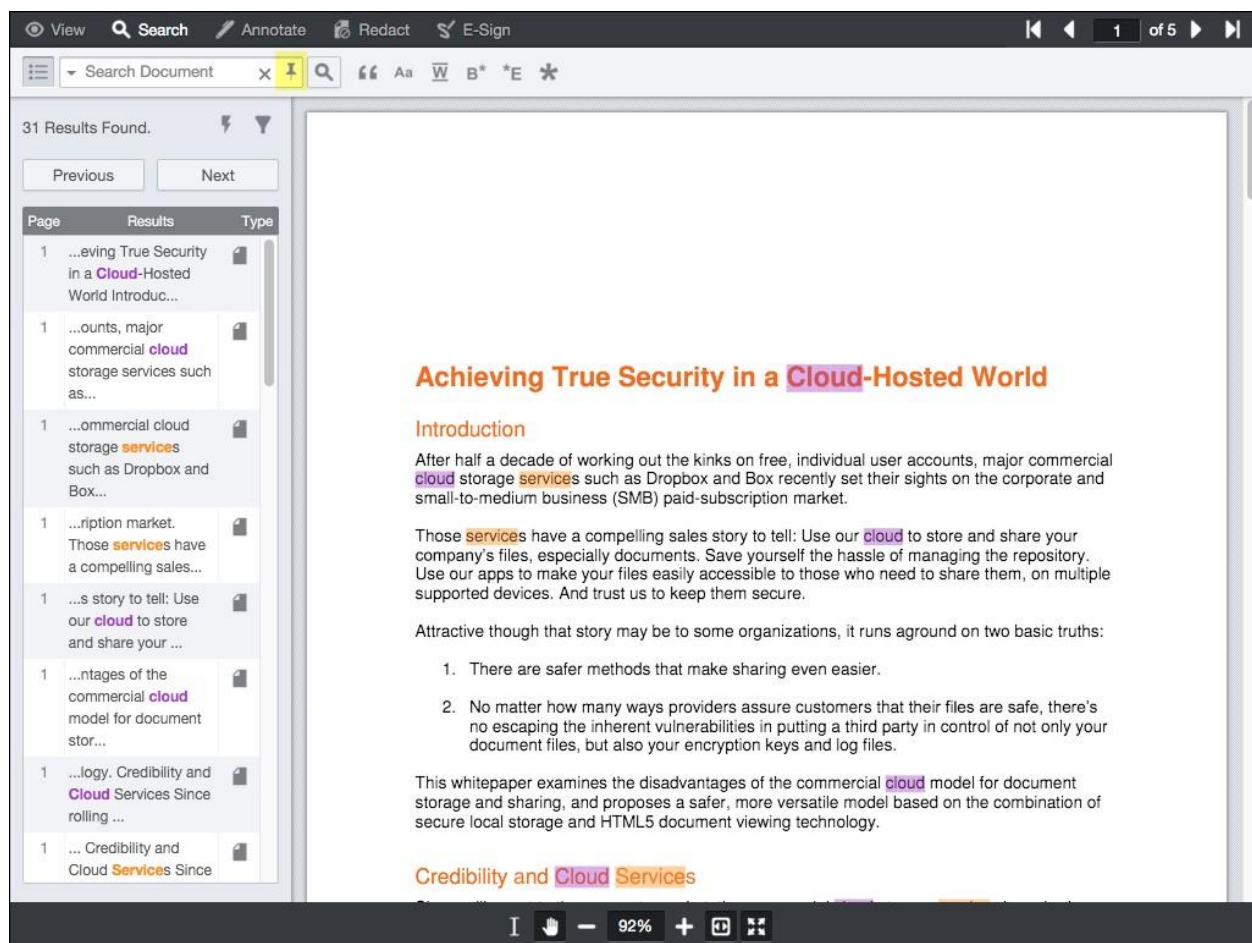 View Search Annotate Redact E-Sign 1 of 5
Search Document Aa W B* *E
31 Results Found.
Previous Next
Page Results Type
1 ...eving True Security
in a Cloud-Hosted
World Introduc...
1 ...ounts, major
commercial cloud
storage services such
as...
1 ...ommercial cloud
storage services
such as Dropbox and
Box...
1 ...ription market.
Those services have
a compelling sales...
1 ...s story to tell: Use
our cloud to store
and share your ...
1 ...ntages of the
commercial cloud
model for document
stor...
1 ...logy. Credibility and
Cloud Services Since
rolling ...
1 ... Credibility and
Cloud Services Since
Achieving True Security in a Cloud-Hosted World
Introduction
After half a decade of working out the kinks on free, individual user accounts, major commercial
cloud storage services such as Dropbox and Box recently set their sights on the corporate and
small-to-medium business (SMB) paid-subscription market.
Those services have a compelling sales story to tell: Use our cloud to store and share your
company's files, especially documents. Save yourself the hassle of managing the repository.
Use our apps to make your files easily accessible to those who need to share them, on multiple
supported devices. And trust us to keep them secure.
Attractive though that story may be to some organizations, it runs aground on two basic truths:
1. There are safer methods that make sharing even easier.
2. No matter how many ways providers assure customers that their files are safe, there's
no escaping the inherent vulnerabilities in putting a third party in control of not only your
document files, but also your encryption keys and log files.
This whitepaper examines the disadvantages of the commercial cloud model for document
storage and sharing, and proposes a safer, more versatile model based on the combination of
secure local storage and HTML5 document viewing technology.
Credibility and Cloud Services
92%